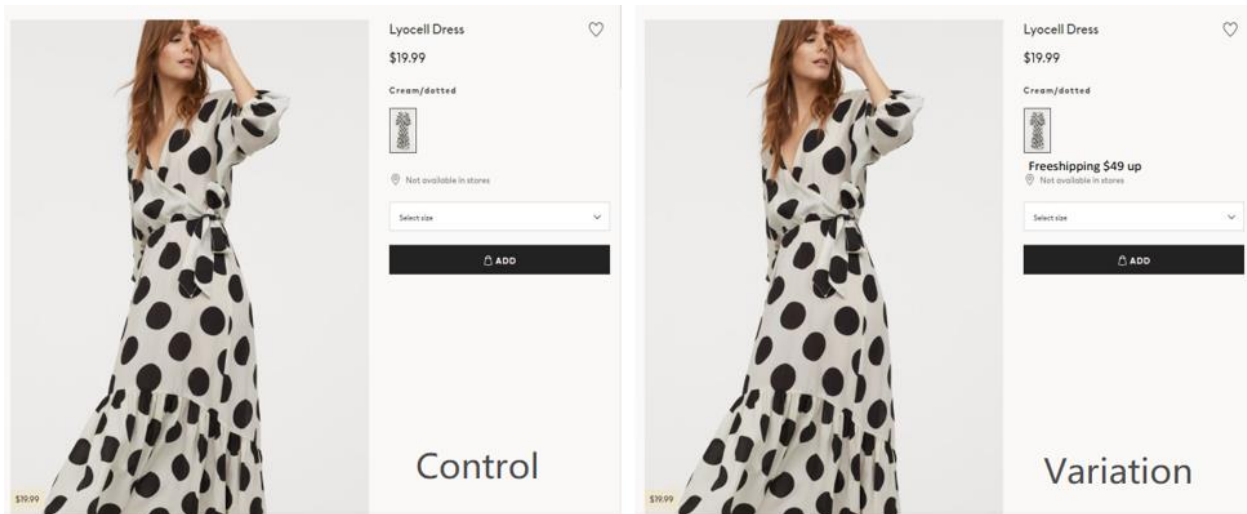 Lyocell Dress
$19.99
Cream/dotted
Not available in stores
Select size
ADD
Control
$19.99
Lyocell Dress
$19.99
Cream/dotted
Freeshipping $49 up
Not available in stores
Select size
ADD
Variation
$19.99